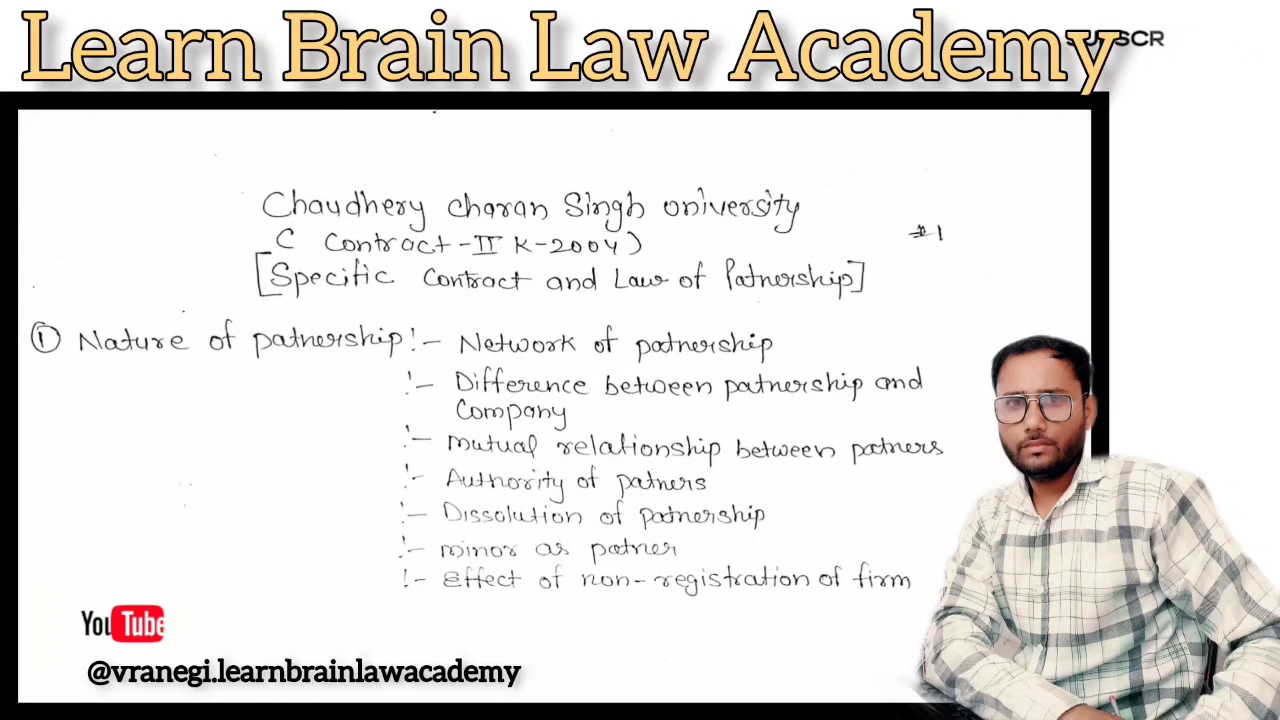 Learn Brain Law Academy
Chaudhery charan Singh university
( Contract-II K-2004)
#1
[Specific Contract and Law of Patnership]
① Nature of patnership:- Network of patnership
:- Difference between patnership and
Company
:- mutual relationship between patners
:- Authority of patners
:- Dissolution of patnership
:- minor as patner
:- Effect of non-registration of firm
YouTube
@vranegi.learnbrainlawacademy